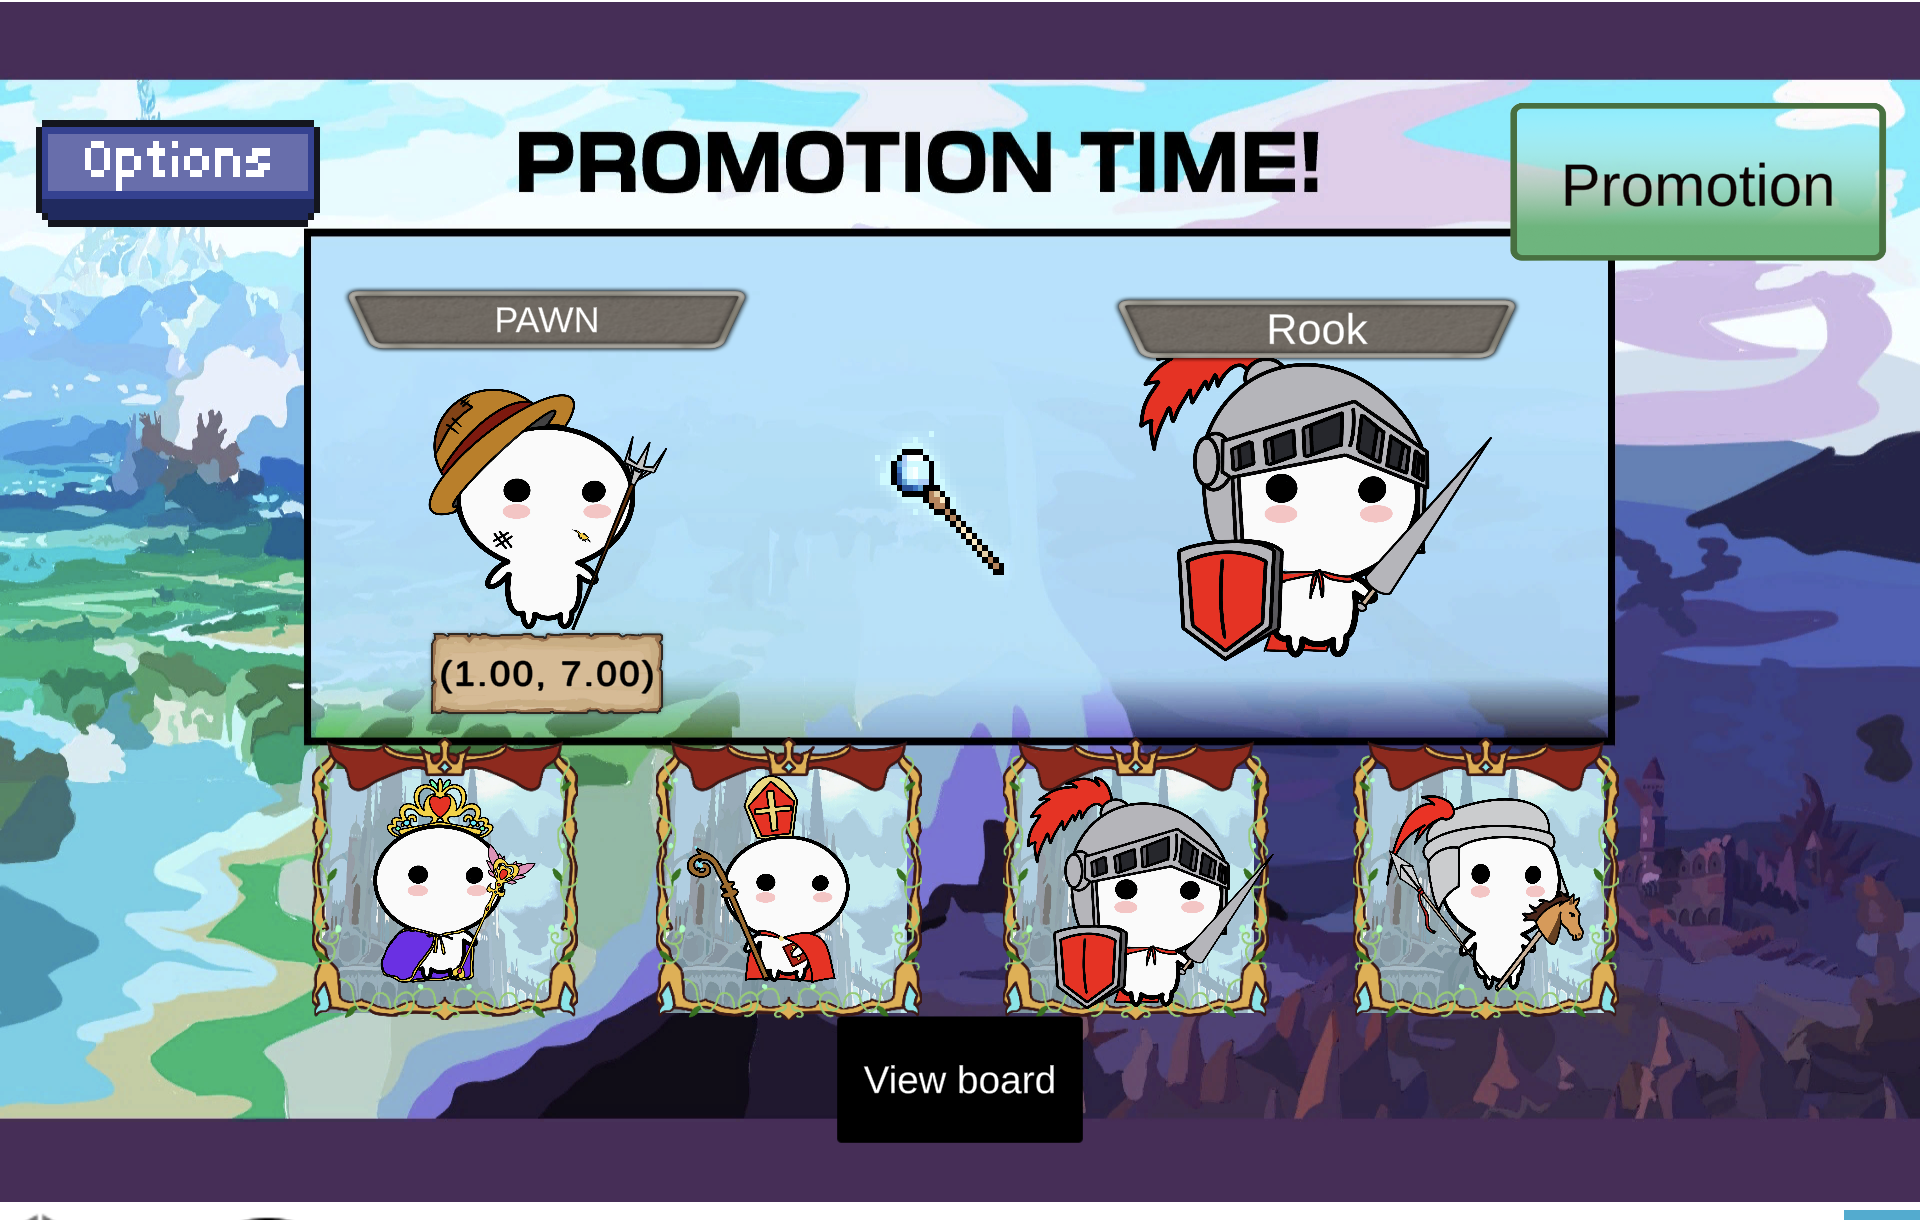 Options
PROMOTION TIME!
Promotion
PAWN
Rook
(1.00, 7.00)
View board